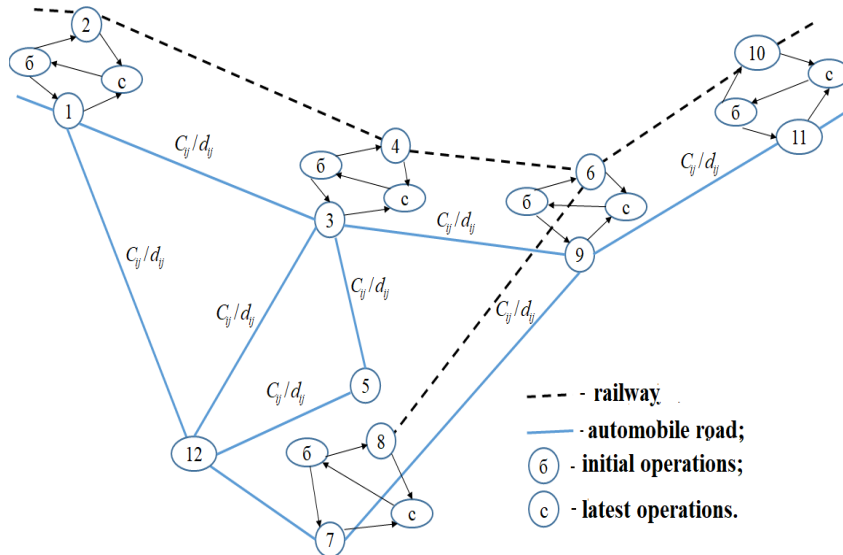 2
10
б
с
с
1
б
11
C_ij/d_ij
4
б
6
C_ij/d_ij
с
б
с
3
C_ij/d_ij
9
C_ij/d_ij
C_ij/d_ij
C_ij/d_ij
C_ij/d_ij
C_ij/d_ij
5
- railway
8
- automobile road;
12
б
б - initial operations;
с
с - latest operations.
7